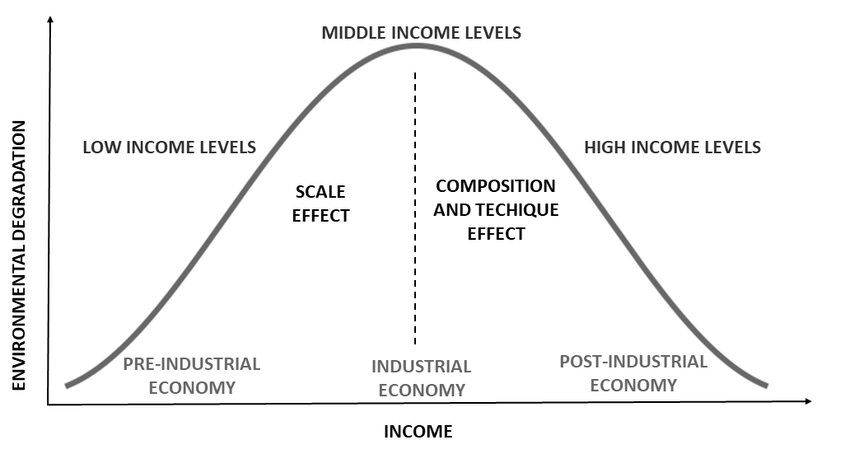 MIDDLE INCOME LEVELS
LOW INCOME LEVELS
HIGH INCOME LEVELS
SCALE
EFFECT
COMPOSITION
AND TECHIQUE
EFFECT
ENVIRONMENTAL DEGRADATION
PRE-INDUSTRIAL
ECONOMY
INDUSTRIAL
ECONOMY
POST-INDUSTRIAL
ECONOMY
INCOME